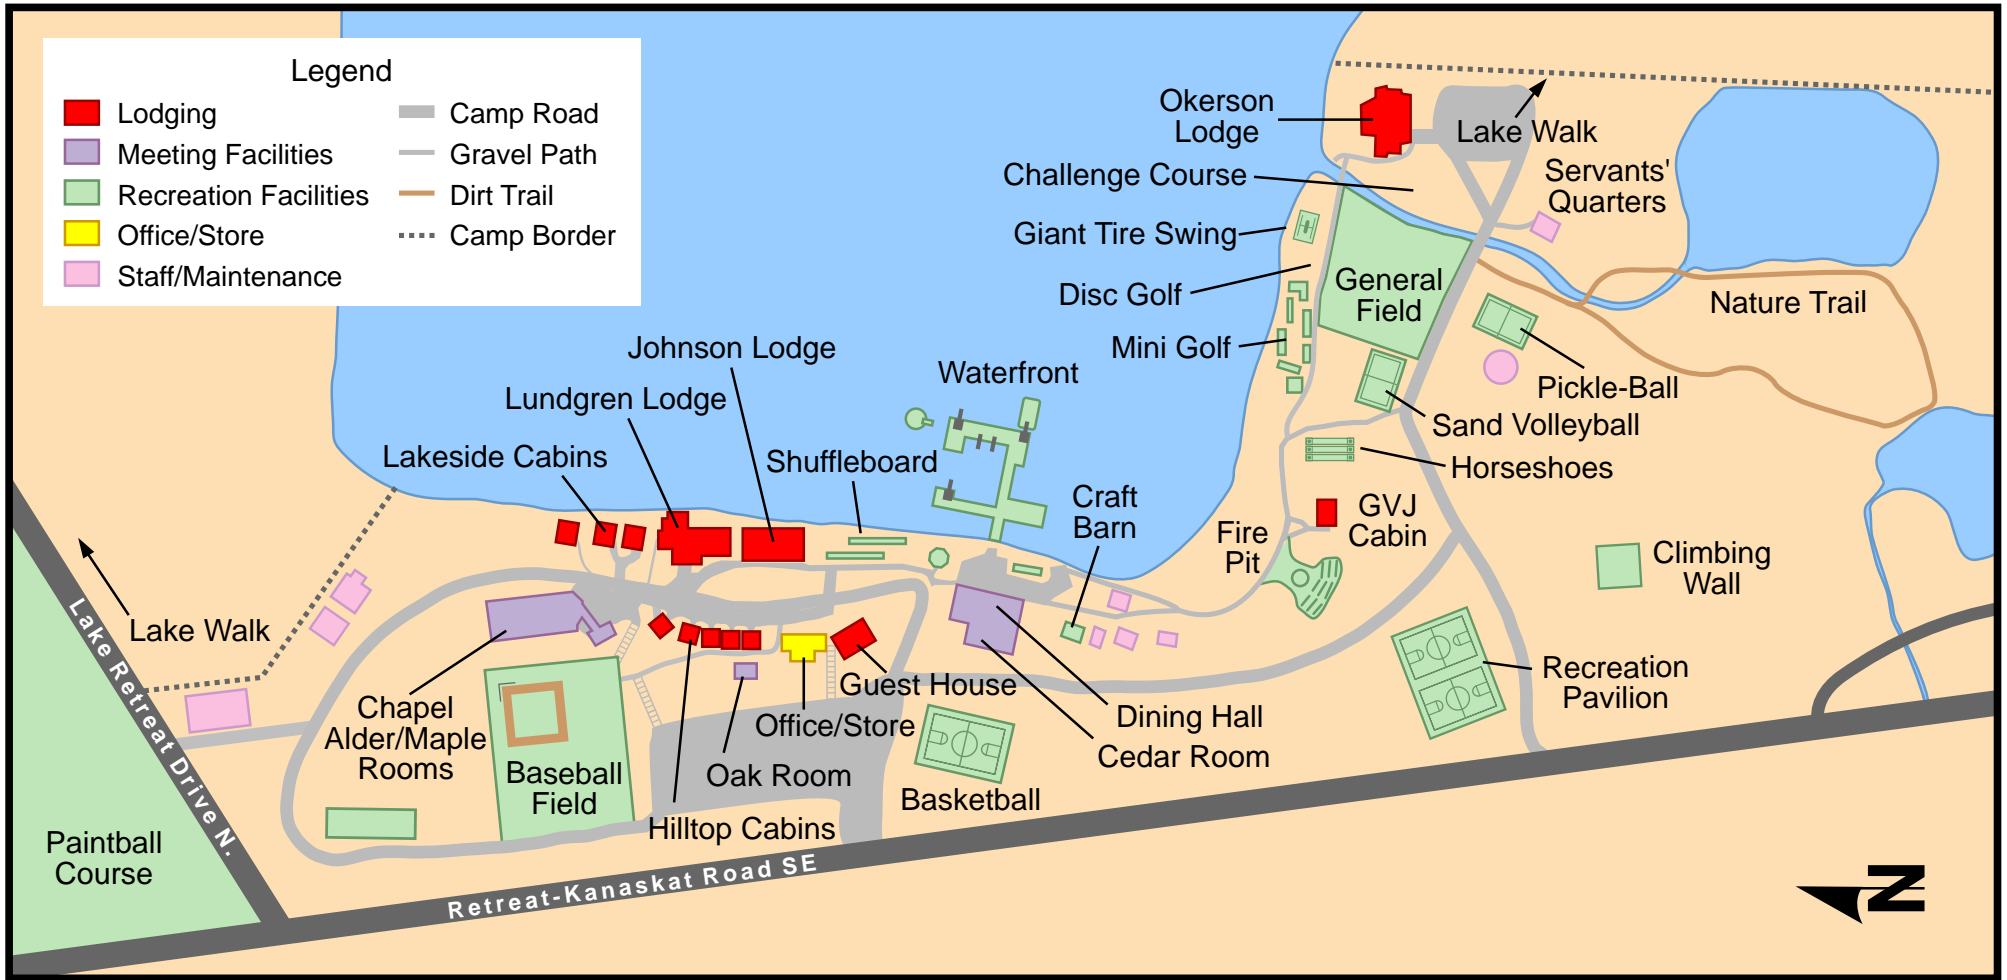 Legend
Lodging
Meeting Facilities
Recreation Facilities
Office/Store
Staff/Maintenance
Camp Road
Gravel Path
Dirt Trail
Camp Border
Okerson
Lodge
Lake Walk
Challenge Course
Servants'
Quarters
Giant Tire Swing
General
Field
Disc Golf
Nature Trail
Mini Golf
Johnson Lodge
Waterfront
Pickle-Ball
Lundgren Lodge
Sand Volleyball
Lakeside Cabins
Shuffleboard
Horseshoes
Craft
Barn
GVJ
Cabin
Fire
Pit
Climbing
Wall
Lake Walk
Lake Retreat Drive N.
Guest House
Recreation
Pavilion
Chapel
Alder/Maple
Rooms
Office/Store
Dining Hall
Cedar Room
Baseball
Field
Oak Room
Basketball
Hilltop Cabins
Paintball
Course
Retreat-Kanaskat Road SE
N